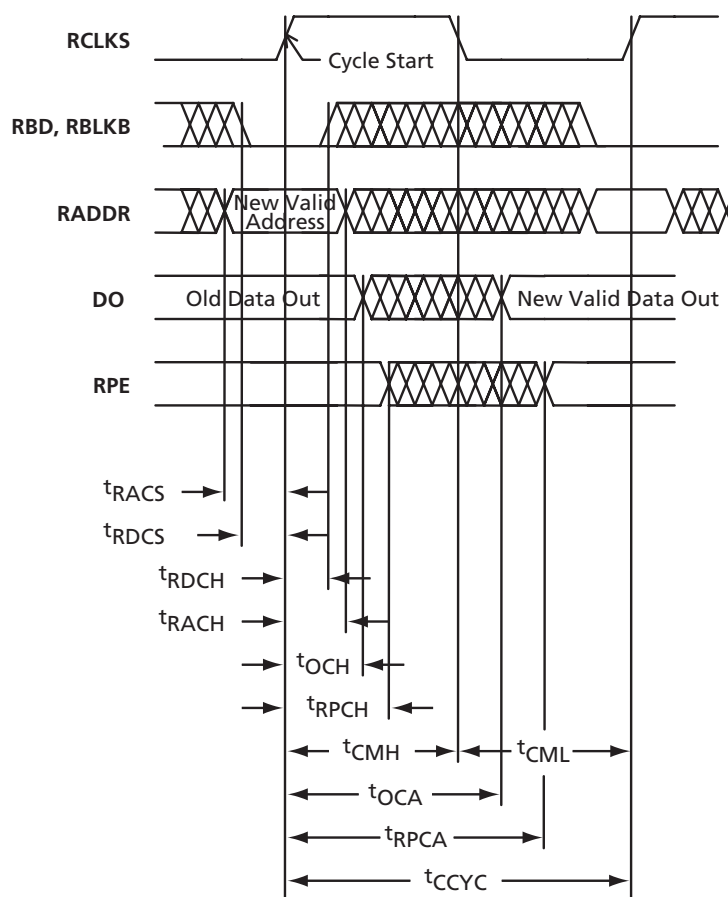 RCLKS
Cycle Start
RBD, RBLKB
RADDR
New Valid
Address
DO
Old Data Out
New Valid Data Out
RPE
tRACS
tRDCS
tRDCH
tRACH
tOCH
tRPCH
tCMH
tCML
tOCA
tRPCA
tCCYC